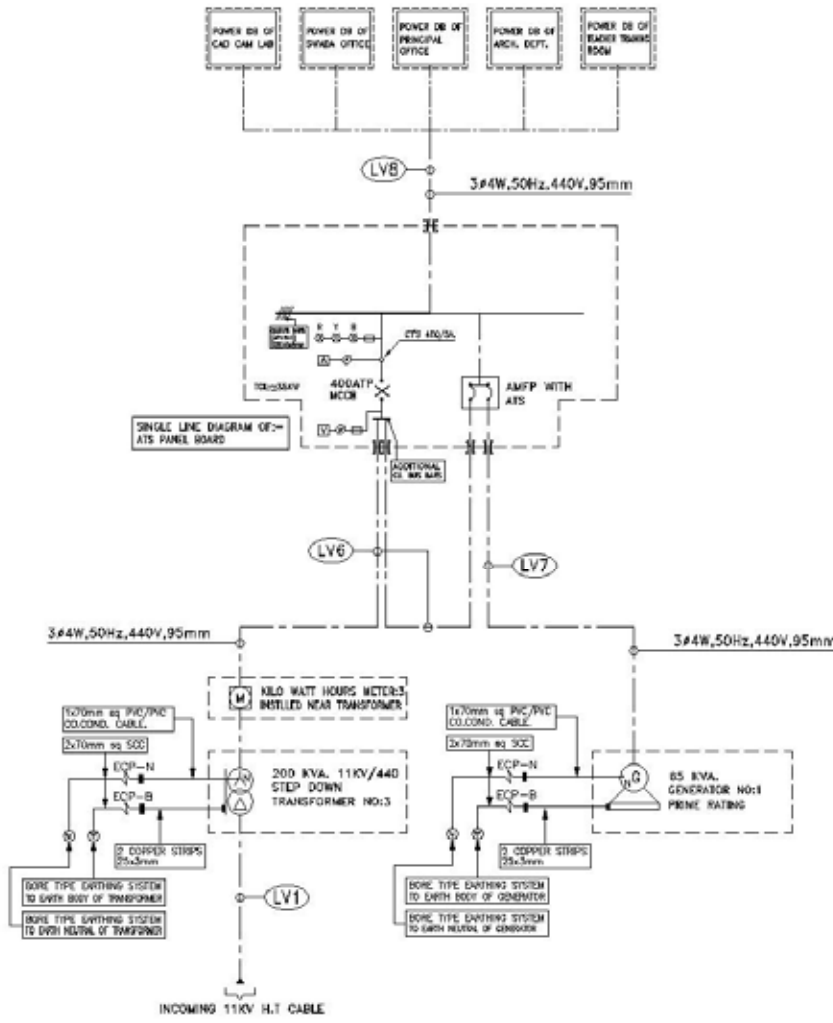 POWER DB OF
CAD CAM LAB
POWER DB OF
SWABA OFFICE
POWER DB OF
PRINCIPAL
OFFICE
POWER DB OF
ARCH. DEPT.
POWER DB OF
TEACHER TRAINING
ROOM
LV8
3ø4W,50Hz,440V,95mm
R Y B
CTS 400/5A
A
400ATP
MCCB
AMFP WITH
ATS
V
SINGLE LINE DIAGRAM OF:-
ATS PANEL BOARD
ADDITIONAL
CU. BUS BARS
LV6
LV7
3ø4W,50Hz,440V,95mm
3ø4W,50Hz,440V,95mm
M
KILO WATT HOURS METER:3
INSTLLED NEAR TRANSFORMER
1x70mm sq PVC/PVC
CO.COND. CABLE.
2x70mm sq SCC
ECP-N
ECP-B
200 KVA. 11KV/440
STEP DOWN
TRANSFORMER NO:3
2 COPPER STRIPS
25x3mm
BORE TYPE EARTHING SYSTEM
TO EARTH BODY OF TRANSFORMER
BORE TYPE EARTHING SYSTEM
TO EARTH NEUTRAL OF TRANSFORMER
LV1
INCOMING 11KV H.T CABLE
1x70mm sq PVC/PVC
CO.COND. CABLE.
2x70mm sq SCC
ECP-N
ECP-B
N G
85 KVA.
GENERATOR NO:1
PRIME RATING
2 COPPER STRIPS
25x3mm
BORE TYPE EARTHING SYSTEM
TO EARTH BODY OF GENERATOR
BORE TYPE EARTHING SYSTEM
TO EARTH NEUTRAL OF GENERATOR